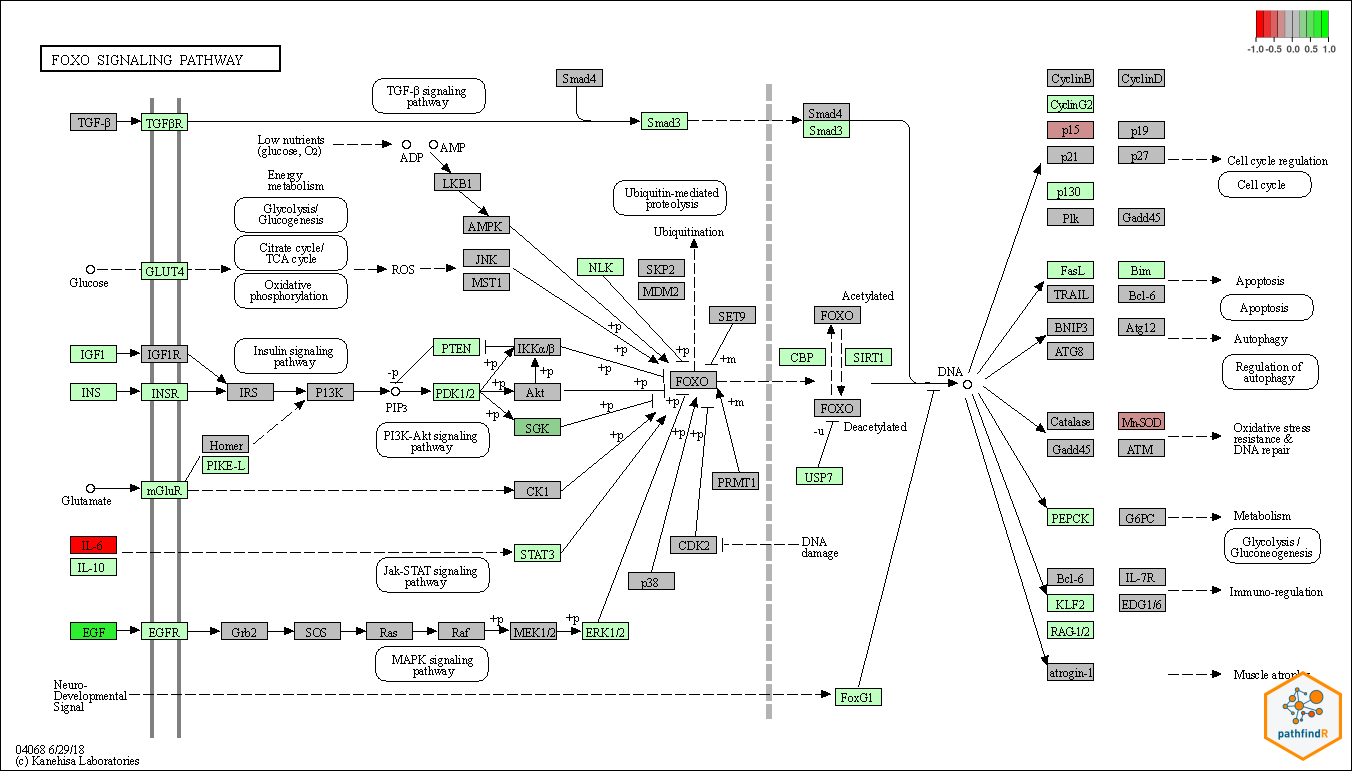 -1.0 -0.5 0.0 0.5 1.0
FOXO SIGNALING PATHWAY
TGF-β signaling
pathway
Smad4
TGF-β
TGFβR
Smad3
Smad4
Smad3
Low nutrients
(glucose, O2)
ADP
AMP
LKB1
AMPK
Energy
metabolism
Glycolysis/
Glucogenesis
Citrate cycle/
TCA cycle
Oxidative
phosphorylation
Glucose
GLUT4
ROS
JNK
MST1
NLK
Ubiquitin-mediated
proteolysis
Ubiquitination
SKP2
MDM2
SET9
+p
+p
+m
Acetylated
FOXO
CBP
SIRT1
FOXO
Deacetylated
-u
USP7
IGF1
IGF1R
Insulin signaling
pathway
INS
INSR
IRS
P13K
-p
PIP3
PTEN
PDK1/2
IKKα/β
Akt
SGK
+p
+p
+p
+p
+p
+p
+p
+p
FOXO
+p
+m
PI3K-Akt signaling
pathway
Homer
PIKE-L
Glutamate
mGluR
CK1
+p
+p
PRMT1
IL-6
IL-10
STAT3
Jak-STAT signaling
pathway
CDK2
DNA
damage
p38
EGF
EGFR
Grb2
SOS
Ras
Raf
+p
MEK1/2
+p
ERK1/2
MAPK signaling
pathway
Neuro-
Developmental
Signal
FoxG1
DNA
CyclinB
CyclinD
CyclinG2
p15
p19
p21
p27
Cell cycle regulation
Cell cycle
p130
Plk
Gadd45
FasL
Bim
Apoptosis
TRAIL
Bcl-6
Apoptosis
BNIP3
Atg12
Autophagy
ATG8
Regulation of
autophagy
Catalase
Mn-SOD
Oxidative stress
resistance &
DNA repair
Gadd45
ATM
PEPCK
G6PC
Metabolism
Glycolysis /
Gluconeogenesis
Bcl-6
IL-7R
Immuno-regulation
KLF2
EDG1/6
RAG-1/2
atrogin-1
Muscle atrophy
pathfindR
04068 6/29/18
(c) Kanehisa Laboratories